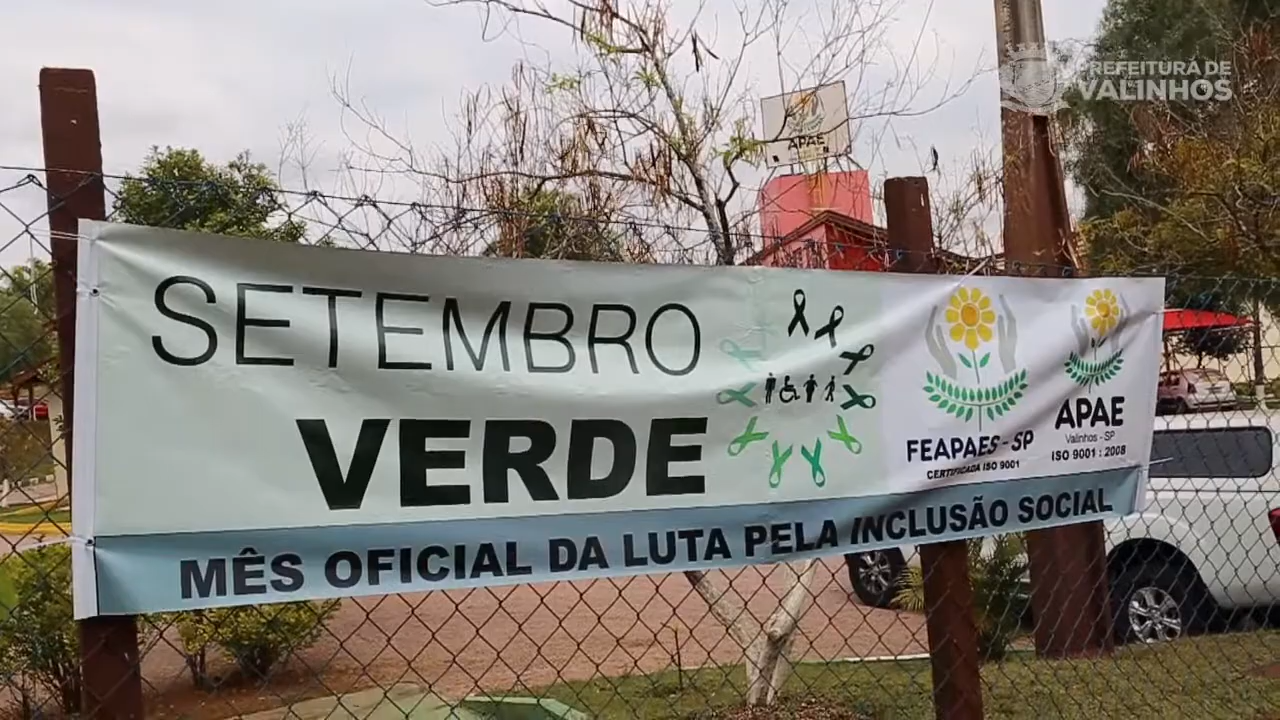 PREFEITURA DE
VALINHOS
APAE
SETEMBRO
VERDE
FEAPAES - SP
CERTIFICADA ISO 9001
APAE
Valinhos - SP
ISO 9001 : 2008
MÊS OFICIAL DA LUTA PELA INCLUSÃO SOCIAL